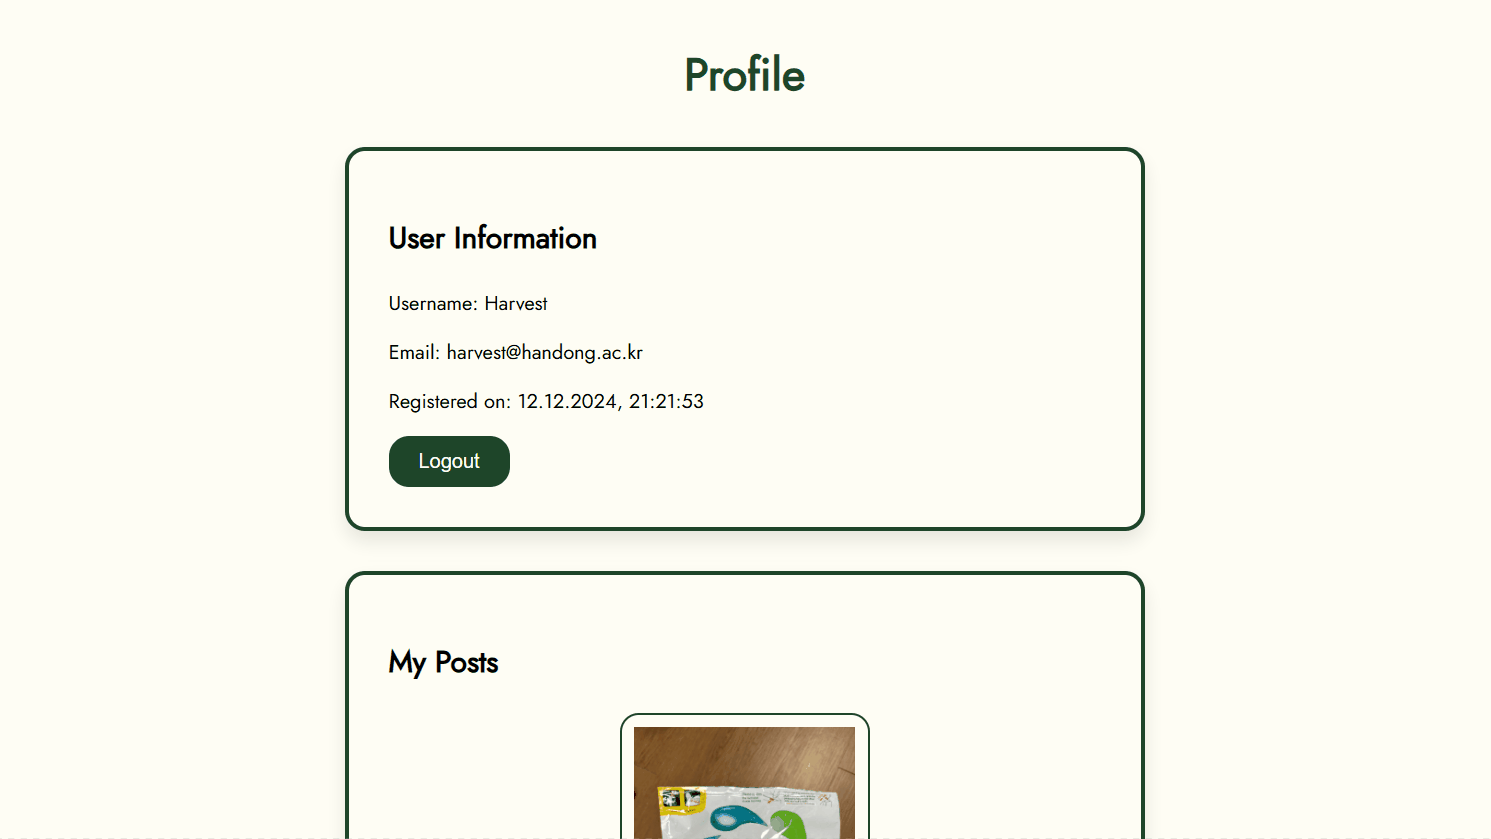 Profile
User Information
Username: Harvest
Email: harvest@handong.ac.kr
Registered on: 12.12.2024, 21:21:53
Logout
My Posts